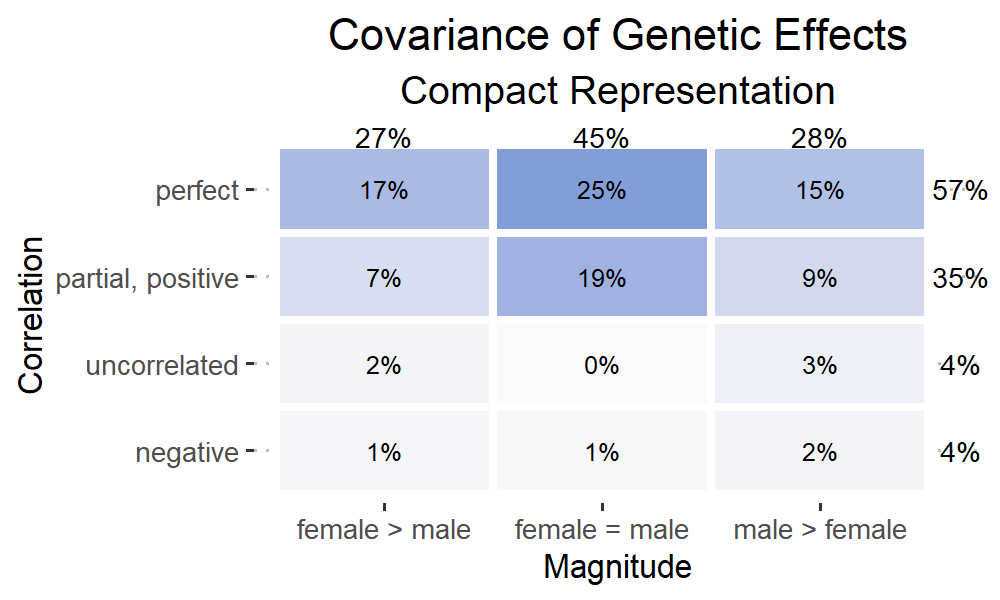 Covariance of Genetic Effects
Compact Representation
27% 45% 28%
perfect 17% 25% 15% 57%
partial, positive 7% 19% 9% 35%
uncorrelated 2% 0% 3% 4%
negative 1% 1% 2% 4%
female > male female = male male > female
Magnitude
Correlation